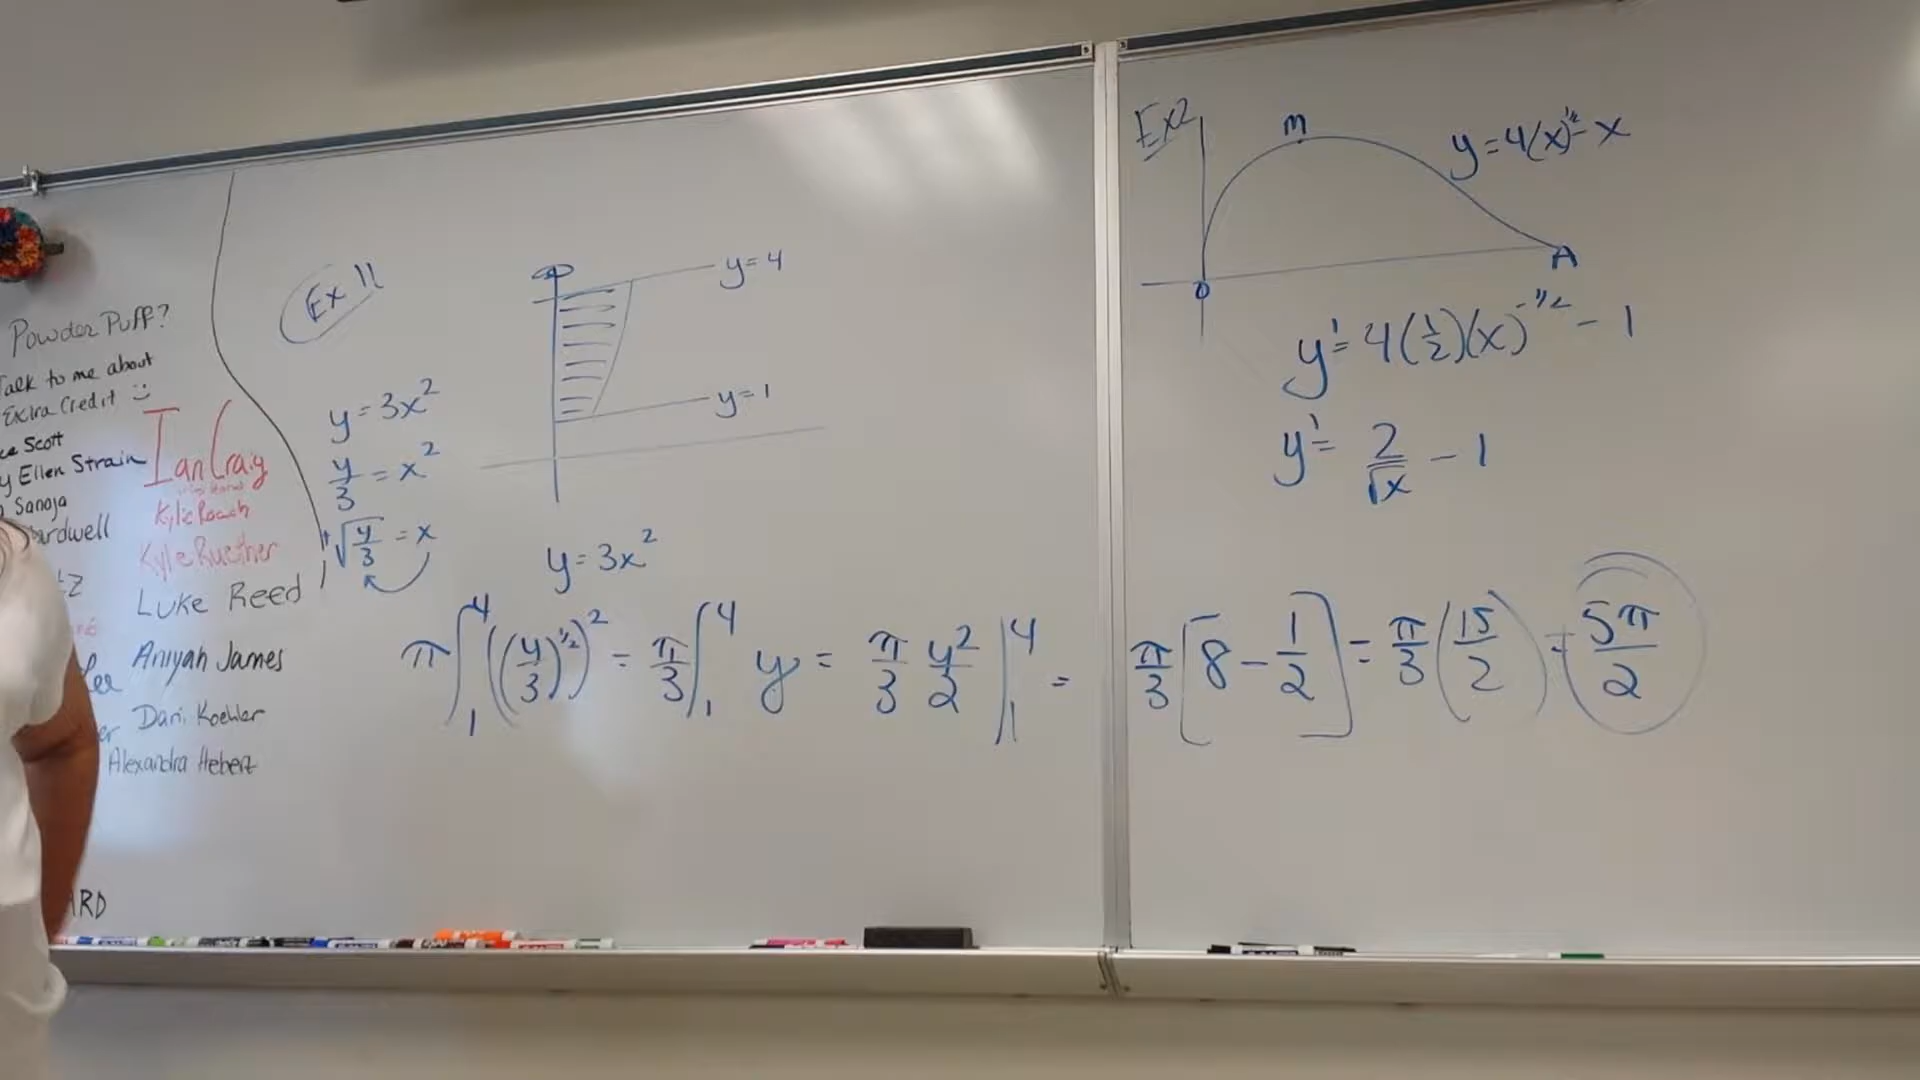 Powder Puff?
Talk to me about
Extra Credit :)
Scott
Ellen Strain
Sanoja
Ian Craig
Kylie Roach
Kyle Ruether
Luke Reed
Aniyah James
Dani Koehler
Alexandra Hebert
ARD
Ex 11
y = 3x²
y/3 = x²
√(y/3) = x
y=4
y=1
y = 3x²
π∫₁⁴((y/3)^½)² = π/3 ∫₁⁴ y = π/3 y²/2 |₁⁴ = π/3 [8 - 1/2] = π/3 (15/2) = 5π/2
Ex2
M
y = 4(x)^½ - x
O
A
y' = 4(½)(x)^-½ - 1
y' = 2/√x - 1